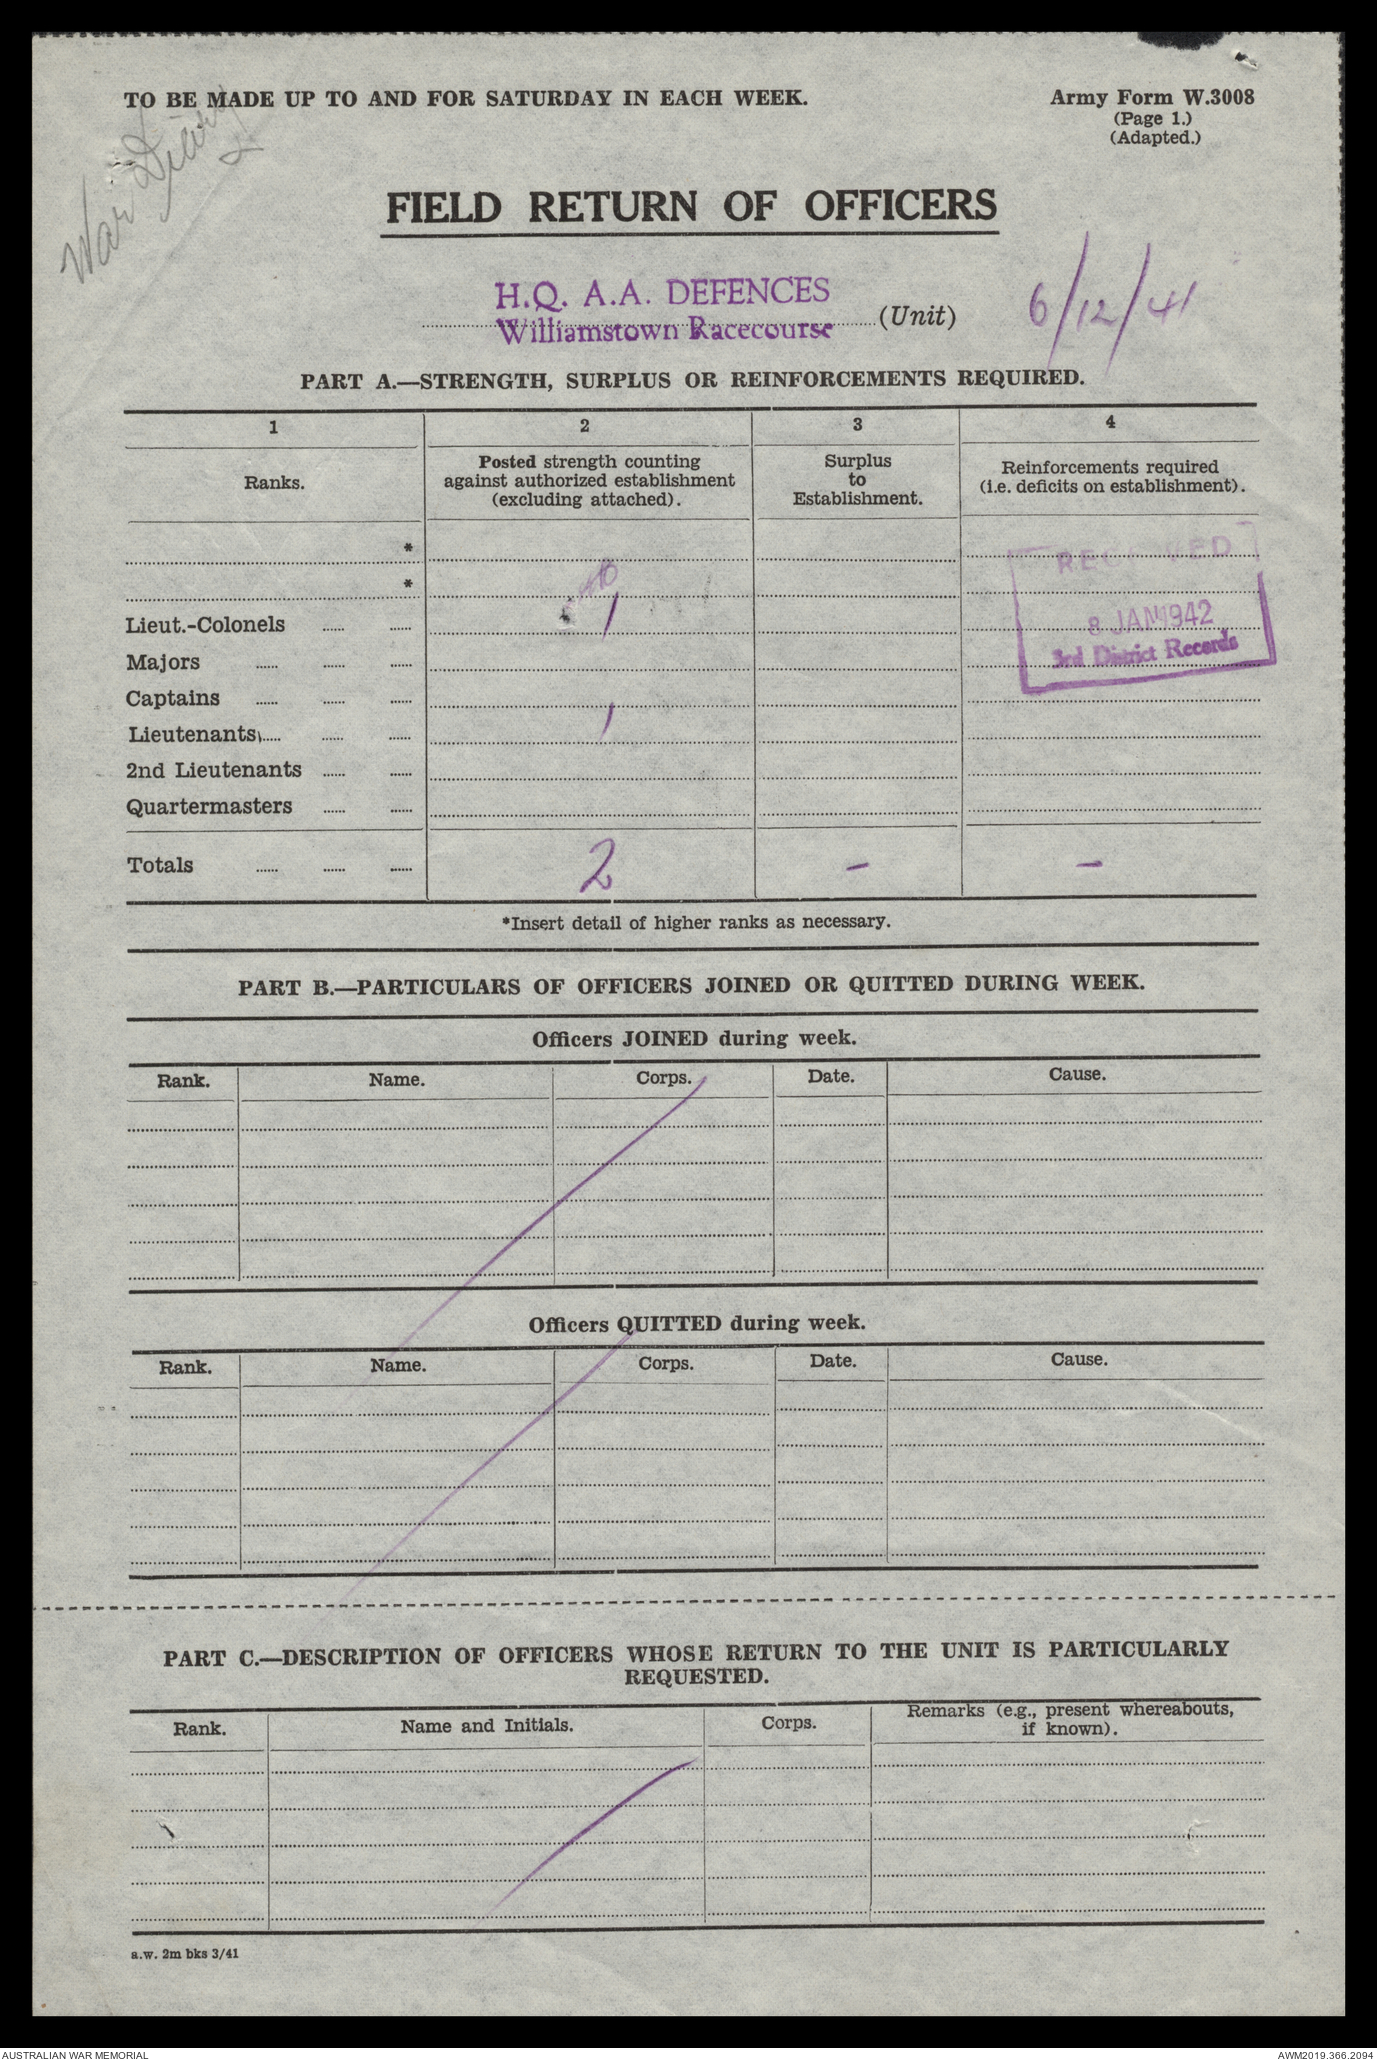 TO BE MADE UP TO AND FOR SATURDAY IN EACH WEEK.
Army Form W.3008
(Page 1.)
(Adapted.)
War Diary
FIELD RETURN OF OFFICERS
H.Q. A.A. DEFENCES
Williamstown Racecourse (Unit)
6/12/41
PART A.—STRENGTH, SURPLUS OR REINFORCEMENTS REQUIRED.
1 2 3 4
Ranks.
Posted strength counting
against authorized establishment
(excluding attached).
Surplus
to
Establishment.
Reinforcements required
(i.e. deficits on establishment).
*
*
RECEIVED
8 JAN 1942
3rd District Records
Lieut.-Colonels ...... ...... 1
Majors ...... ...... ......
Captains ...... ...... ......
Lieutenants ...... ...... ...... 1
2nd Lieutenants ...... ......
Quartermasters ...... ......
Totals ...... ...... ...... 2 – –
*Insert detail of higher ranks as necessary.
PART B.—PARTICULARS OF OFFICERS JOINED OR QUITTED DURING WEEK.
Officers JOINED during week.
Rank. Name. Corps. Date. Cause.
Officers QUITTED during week.
Rank. Name. Corps. Date. Cause.
PART C.—DESCRIPTION OF OFFICERS WHOSE RETURN TO THE UNIT IS PARTICULARLY
REQUESTED.
Rank. Name and Initials. Corps.
Remarks (e.g., present whereabouts,
if known).
a.w. 2m bks 3/41
AUSTRALIAN WAR MEMORIAL
AWM2019.366.2094